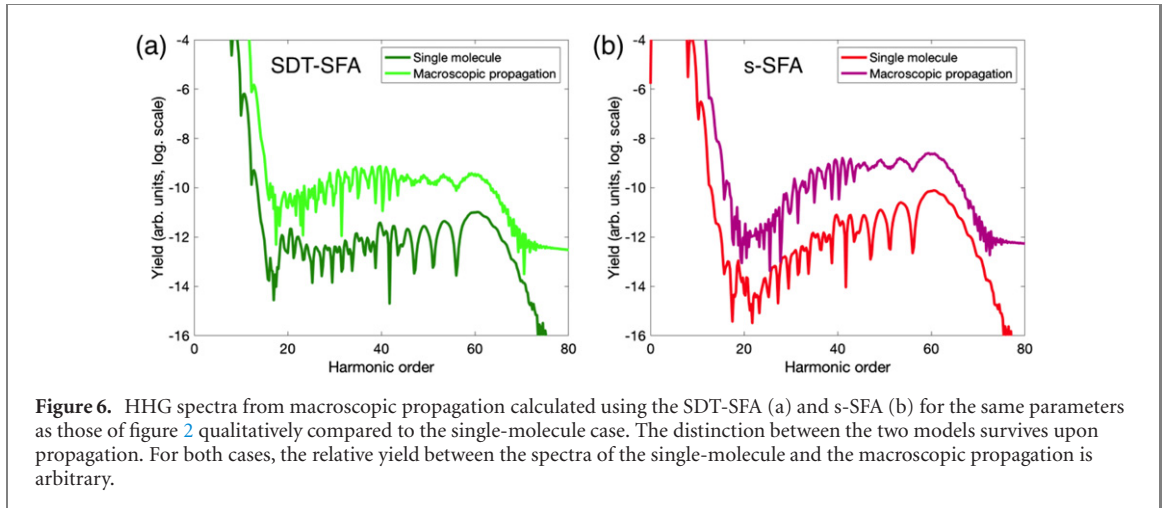 (a)
SDT-SFA
Single molecule
Macroscopic propagation
Yield (arb. units, log. scale)
-4
-6
-8
-10
-12
-14
-16
0
20
40
60
80
Harmonic order
(b)
s-SFA
Single molecule
Macroscopic propagation
Yield (arb. units, log. scale)
-4
-6
-8
-10
-12
-14
-16
0
20
40
60
80
Harmonic order
Figure 6. HHG spectra from macroscopic propagation calculated using the SDT-SFA (a) and s-SFA (b) for the same parameters
as those of figure 2 qualitatively compared to the single-molecule case. The distinction between the two models survives upon
propagation. For both cases, the relative yield between the spectra of the single-molecule and the macroscopic propagation is
arbitrary.